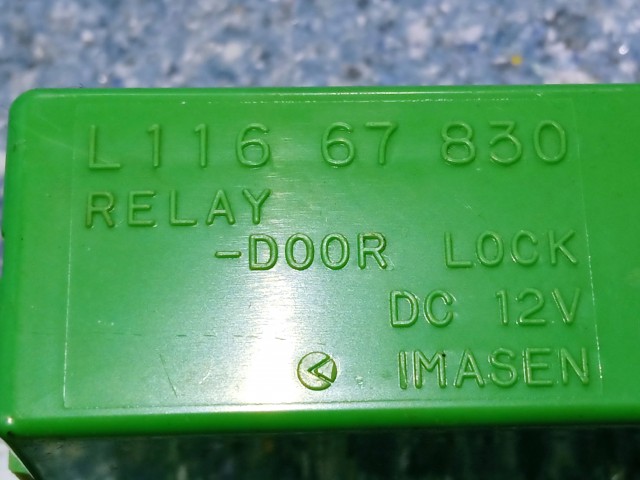 L116 67 830
RELAY
-DOOR LOCK
DC 12V
IMASEN